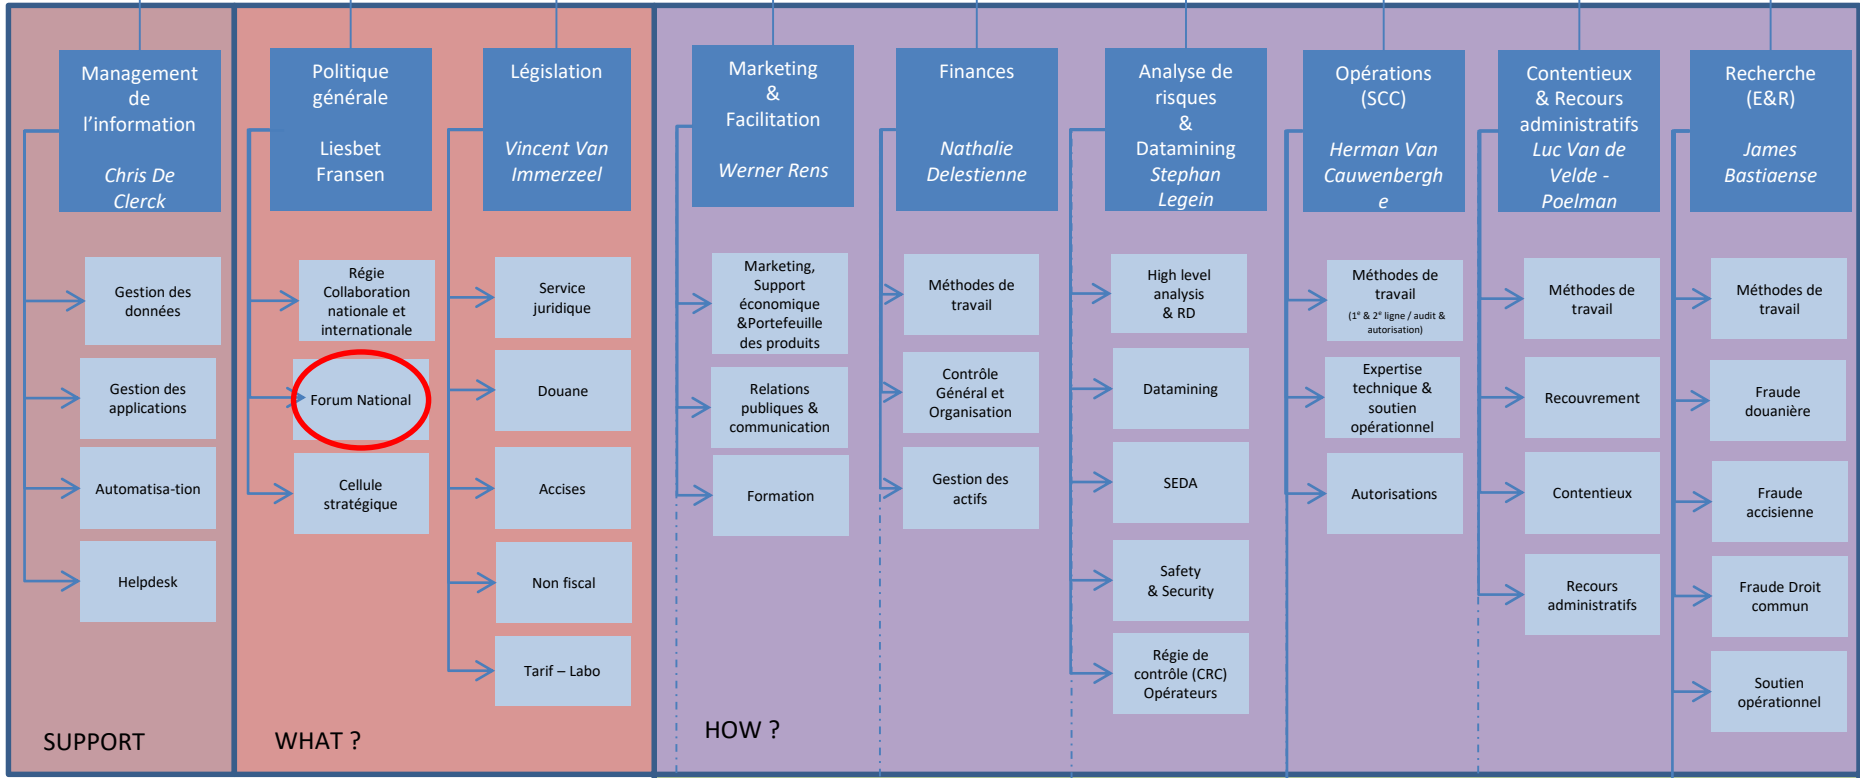 Management
de
l’information
Chris De
Clerck
Gestion des
données
Gestion des
applications
Automatisa-tion
Helpdesk
SUPPORT
Politique
générale
Liesbet
Fransen
Régie
Collaboration
nationale et
internationale
Forum National
Cellule
stratégique
Législation
Vincent Van
Immerzeel
Service
juridique
Douane
Accises
Non fiscal
Tarif – Labo
WHAT ?
Marketing
&
Facilitation
Werner Rens
Marketing,
Support
économique
&Portefeuille
des produits
Relations
publiques &
communication
Formation
Finances
Nathalie
Delestienne
Méthodes de
travail
Contrôle
Général et
Organisation
Gestion des
actifs
Analyse de
risques
&
Datamining
Stephan
Legein
High level
analysis
& RD
Datamining
SEDA
Safety
& Security
Régie de
contrôle (CRC)
Opérateurs
Opérations
(SCC)
Herman Van
Cauwenbergh
e
Méthodes de
travail
(1ᵉ & 2ᵉ ligne / audit &
autorisation)
Expertise
technique &
soutien
opérationnel
Autorisations
Contentieux
& Recours
administratifs
Luc Van de
Velde -
Poelman
Méthodes de
travail
Recouvrement
Contentieux
Recours
administratifs
Recherche
(E&R)
James
Bastiaense
Méthodes de
travail
Fraude
douanière
Fraude
accisienne
Fraude Droit
commun
Soutien
opérationnel
HOW ?